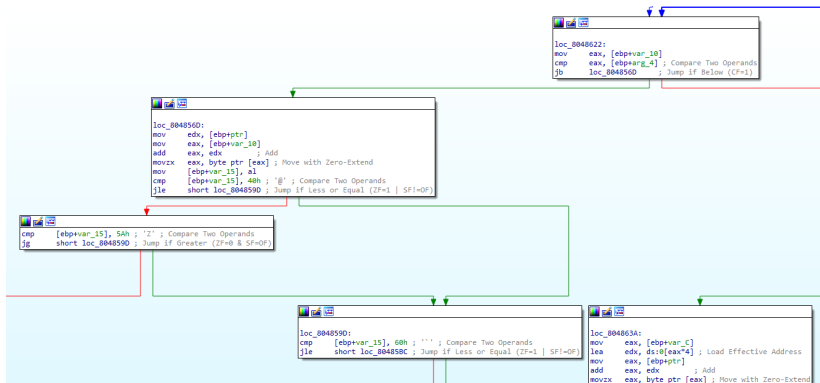 loc_8048622:
mov eax, [ebp+var_10]
cmp eax, [ebp+arg_4] ; Compare Two Operands
jb loc_804856D ; Jump if Below (CF=1)
loc_804856D:
mov edx, [ebp+ptr]
mov eax, [ebp+var_10]
add eax, edx ; Add
movzx eax, byte ptr [eax] ; Move with Zero-Extend
mov [ebp+var_15], al
cmp [ebp+var_15], 40h ; '@' ; Compare Two Operands
jle short loc_804859D ; Jump if Less or Equal (ZF=1 | SF!=OF)
cmp [ebp+var_15], 5Ah ; 'Z' ; Compare Two Operands
jg short loc_804859D ; Jump if Greater (ZF=0 & SF=OF)
loc_804859D:
cmp [ebp+var_15], 60h ; '`' ; Compare Two Operands
jle short loc_80485BC ; Jump if Less or Equal (ZF=1 | SF!=OF)
loc_804863A:
mov eax, [ebp+var_C]
lea edx, ds:0[eax*4] ; Load Effective Address
mov eax, [ebp+ptr]
add eax, edx ; Add
movzx eax, byte ptr [eax] ; Move with Zero-Extend